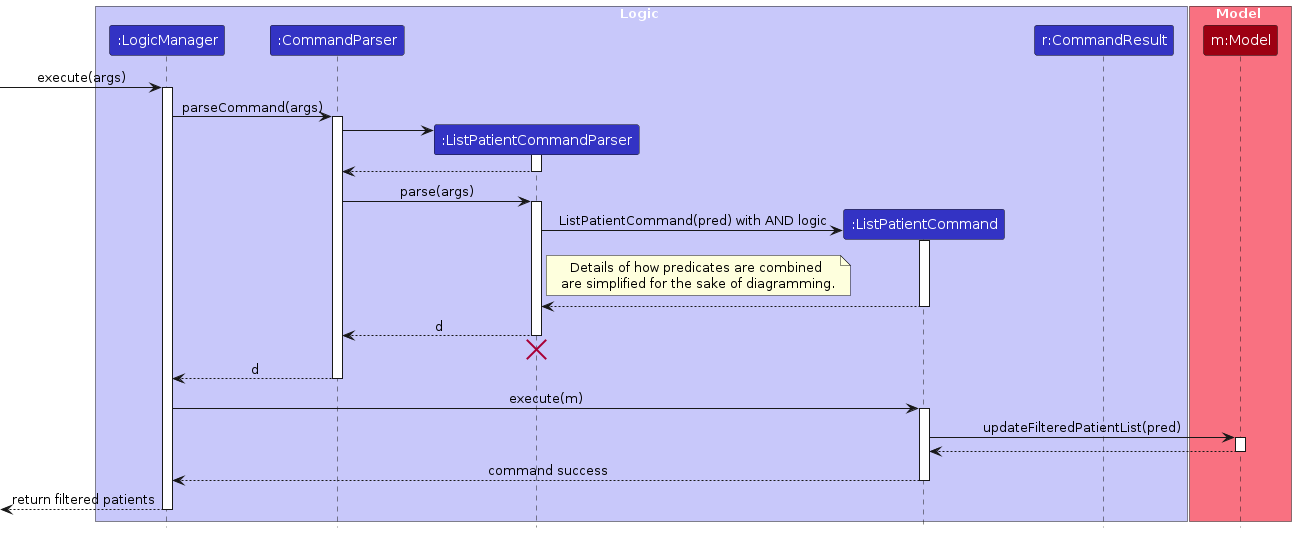 Logic
Model
:LogicManager
:CommandParser
r:CommandResult
m:Model
execute(args)
parseCommand(args)
:ListPatientCommandParser
parse(args)
ListPatientCommand(pred) with AND logic
:ListPatientCommand
Details of how predicates are combined
are simplified for the sake of diagramming.
d
d
execute(m)
updateFilteredPatientList(pred)
command success
return filtered patients